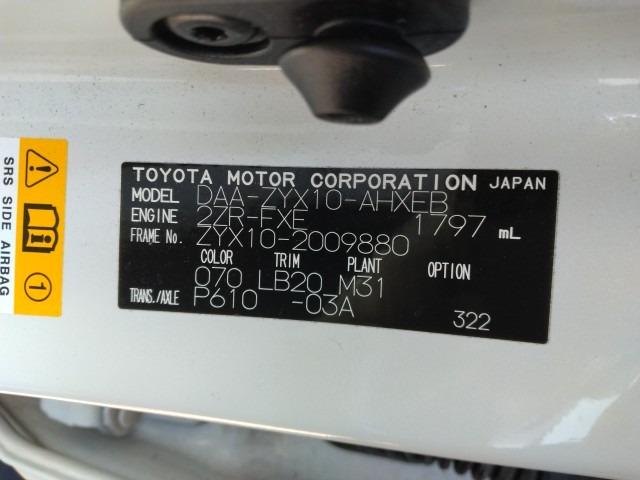 TOYOTA MOTOR CORPORATION JAPAN
MODEL DAA-ZYX10-AHXEB
ENGINE 2ZR-FXE 1797 mL
FRAME No. ZYX10-2009880
COLOR TRIM PLANT OPTION
070 LB20 M31
TRANS./AXLE P610 -03A
322
SRS SIDE AIRBAG
1